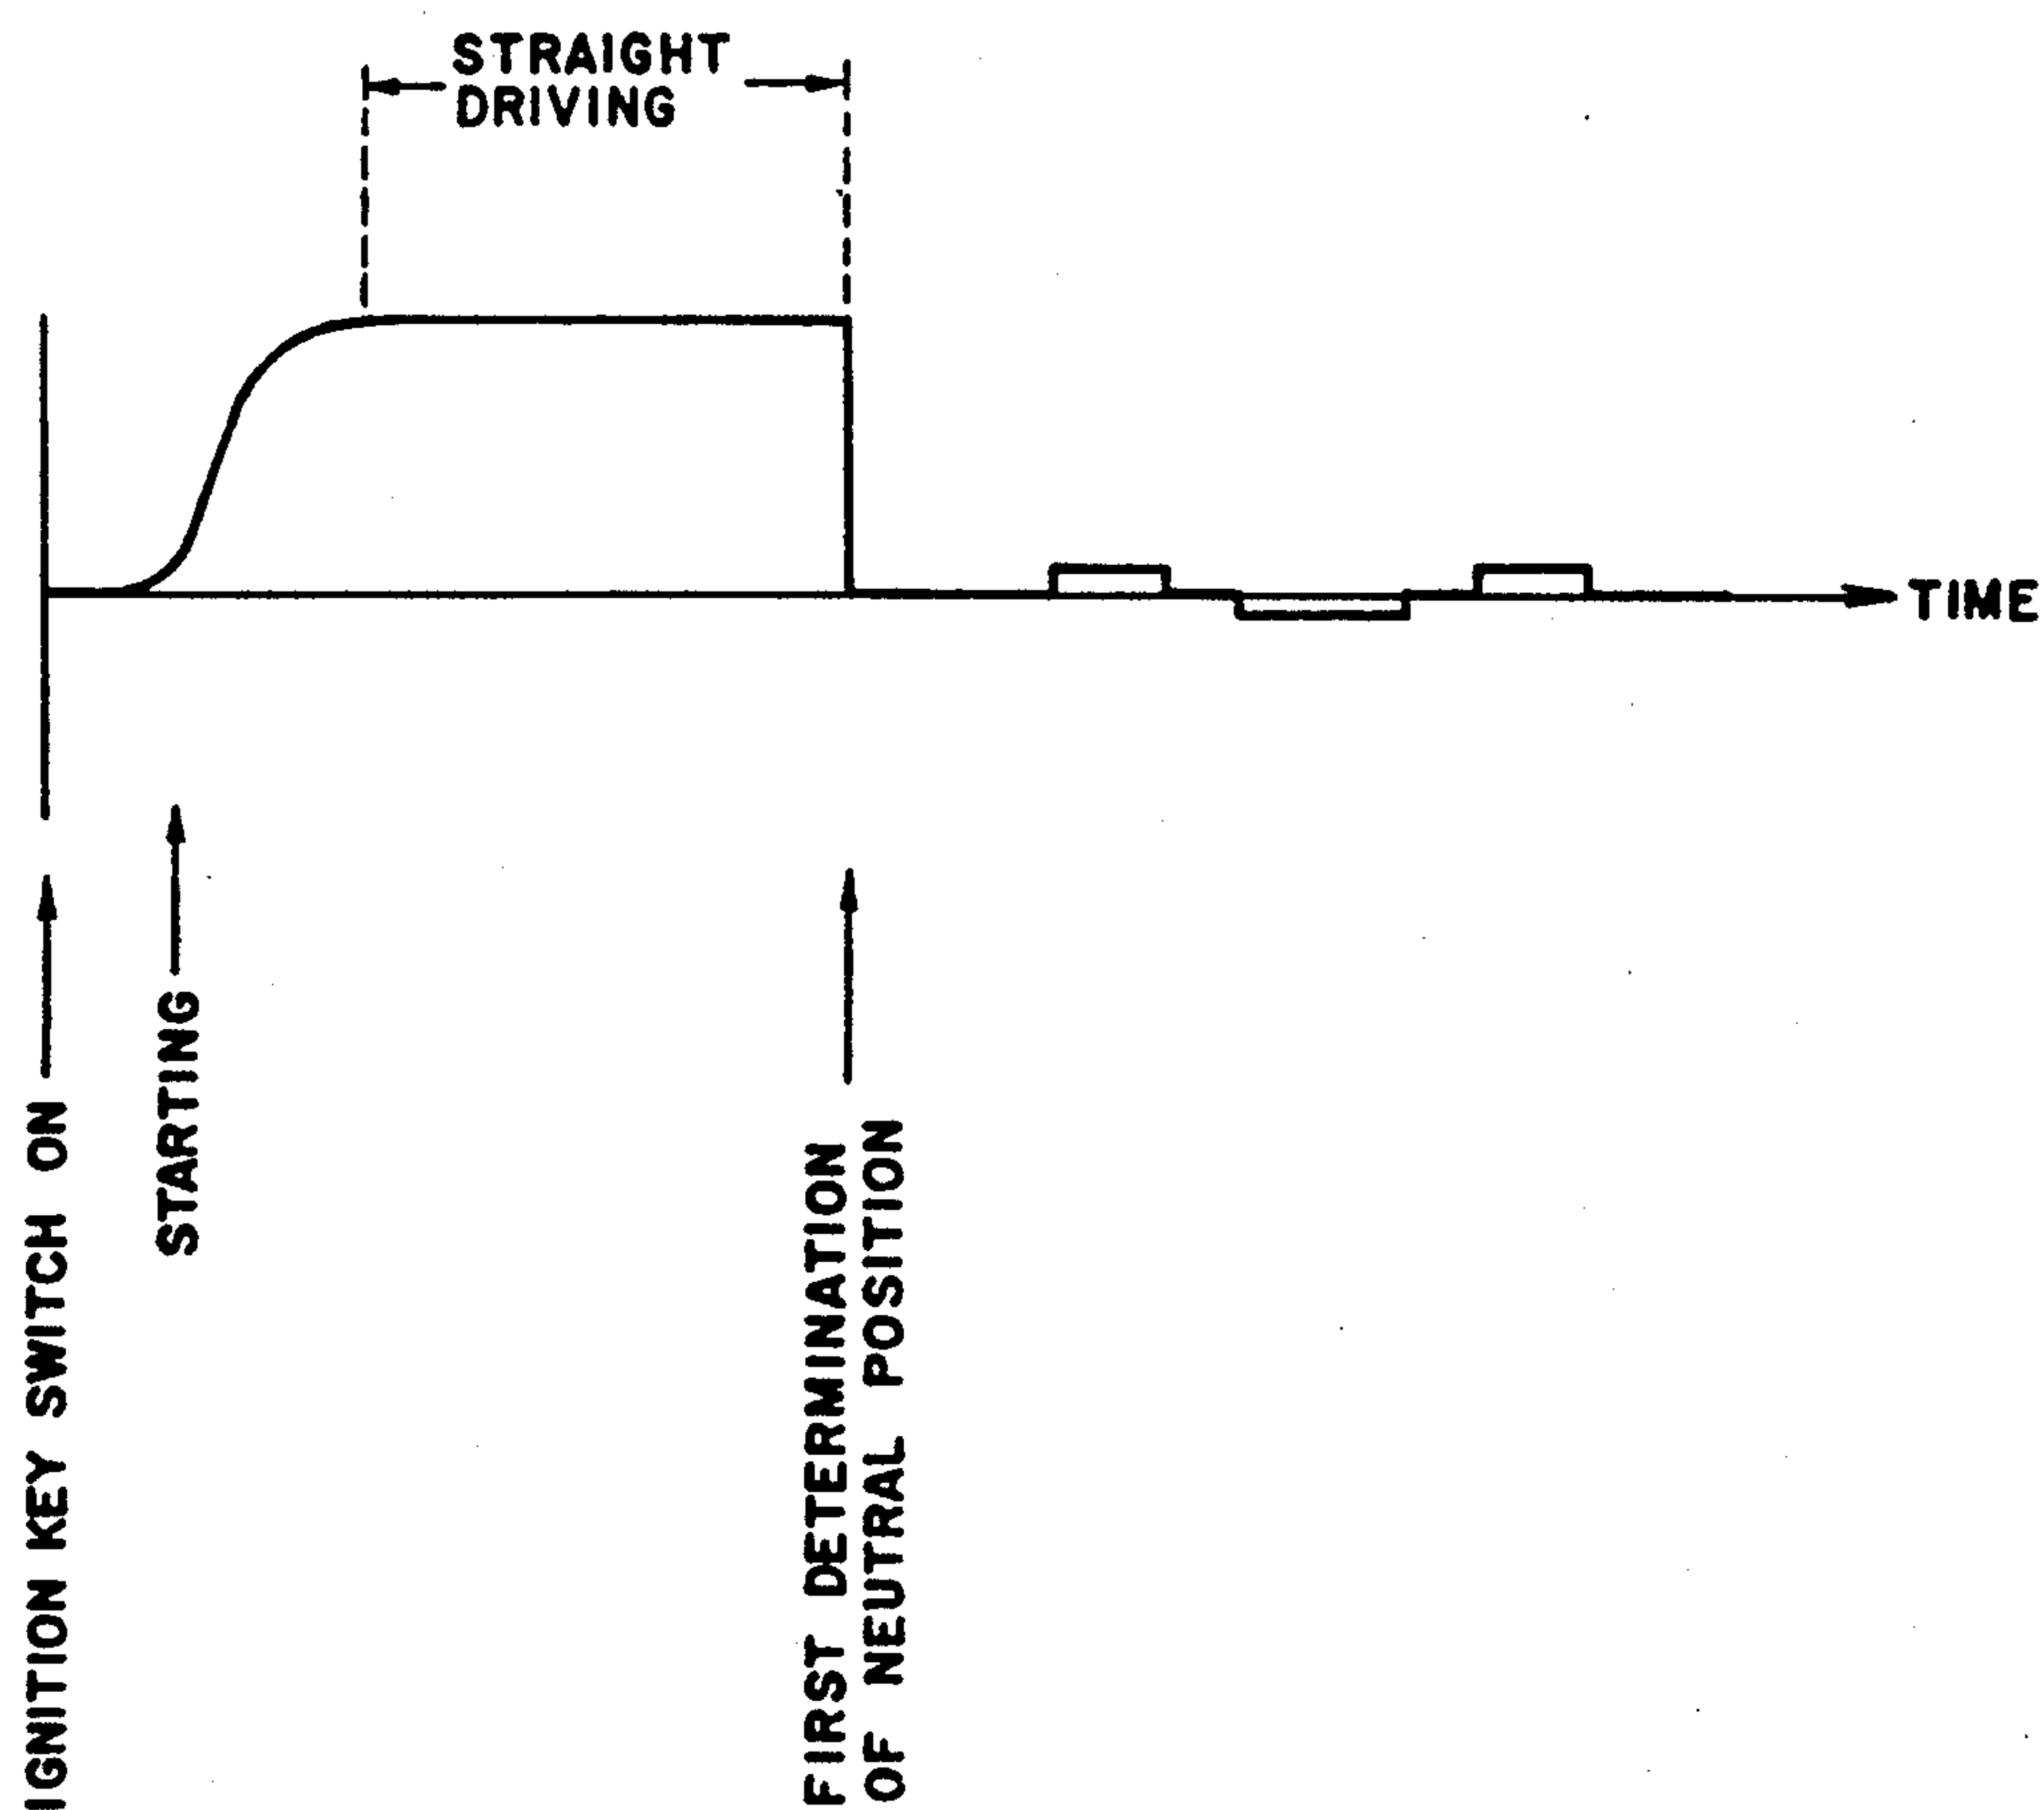 STRAIGHT
DRIVING
TIME
IGNITION KEY SWITCH ON
STARTING
FIRST DETERMINATION
OF NEUTRAL POSITION